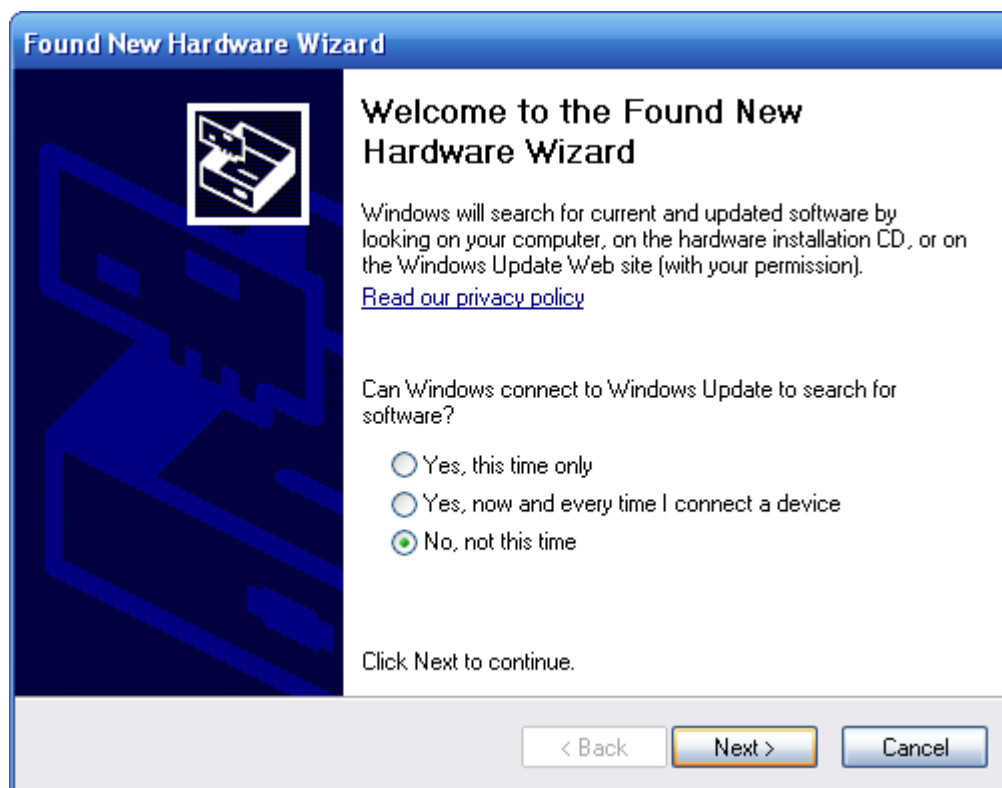 Found New Hardware Wizard
Welcome to the Found New
Hardware Wizard
Windows will search for current and updated software by
looking on your computer, on the hardware installation CD, or on
the Windows Update Web site (with your permission).
Read our privacy policy
Can Windows connect to Windows Update to search for
software?
Yes, this time only
Yes, now and every time I connect a device
No, not this time
Click Next to continue.
< Back
Next >
Cancel